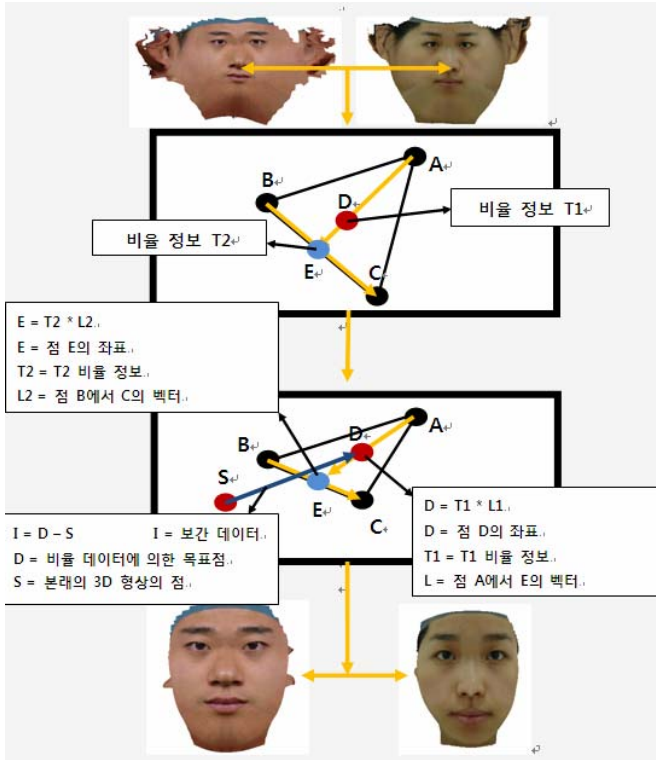 A
B
D
비율 정보 T1
비율 정보 T2
E
C
E = T2 * L2.
E = 점 E의 좌표.
T2 = T2 비율 정보.
L2 = 점 B에서 C의 벡터.
A
D
B
S
E
C
D = T1 * L1.
D = 점 D의 좌표.
T1 = T1 비율 정보.
L = 점 A에서 E의 벡터.
I = D – S I = 보간 데이터.
D = 비율 데이터에 의한 목표점.
S = 본래의 3D 형상의 점.